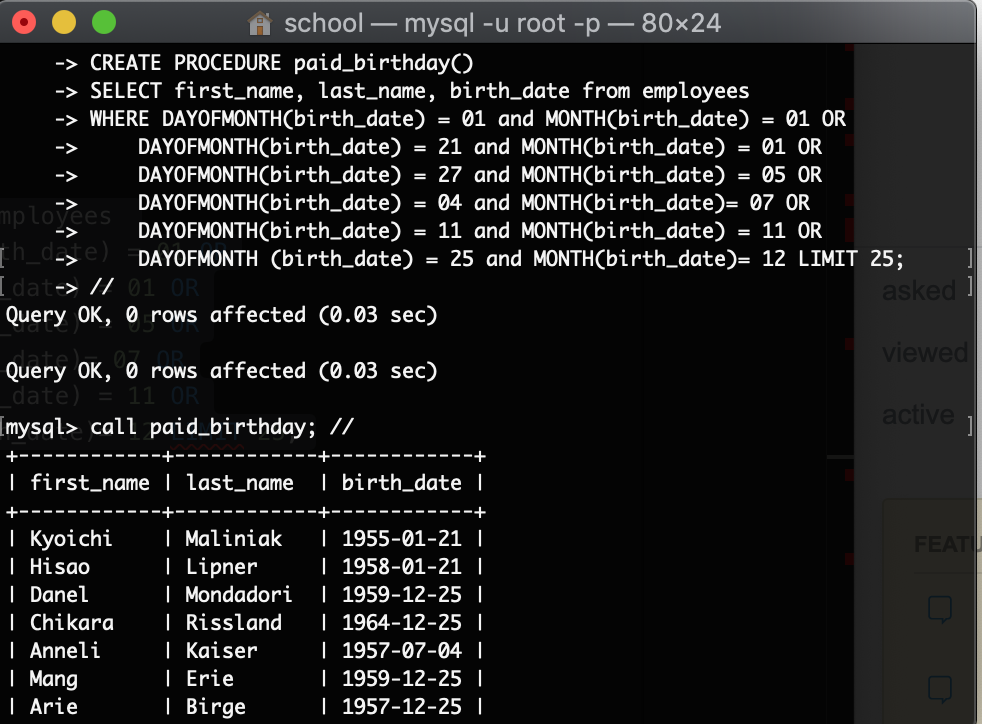 school — mysql -u root -p — 80×24
-> CREATE PROCEDURE paid_birthday()
-> SELECT first_name, last_name, birth_date from employees
-> WHERE DAYOFMONTH(birth_date) = 01 and MONTH(birth_date) = 01 OR
-> DAYOFMONTH(birth_date) = 21 and MONTH(birth_date) = 01 OR
-> DAYOFMONTH(birth_date) = 27 and MONTH(birth_date) = 05 OR
-> DAYOFMONTH(birth_date) = 04 and MONTH(birth_date)= 07 OR
-> DAYOFMONTH(birth_date) = 11 and MONTH(birth_date) = 11 OR
[ -> DAYOFMONTH (birth_date) = 25 and MONTH(birth_date)= 12 LIMIT 25; ]
[ -> // ]
Query OK, 0 rows affected (0.03 sec)
Query OK, 0 rows affected (0.03 sec)
[mysql> call paid_birthday; // ]
+------------+------------+------------+
| first_name | last_name | birth_date |
+------------+------------+------------+
| Kyoichi | Maliniak | 1955-01-21 |
| Hisao | Lipner | 1958-01-21 |
| Danel | Mondadori | 1959-12-25 |
| Chikara | Rissland | 1964-12-25 |
| Anneli | Kaiser | 1957-07-04 |
| Mang | Erie | 1959-12-25 |
| Arie | Birge | 1957-12-25 |
asked
viewed
active
FEATU